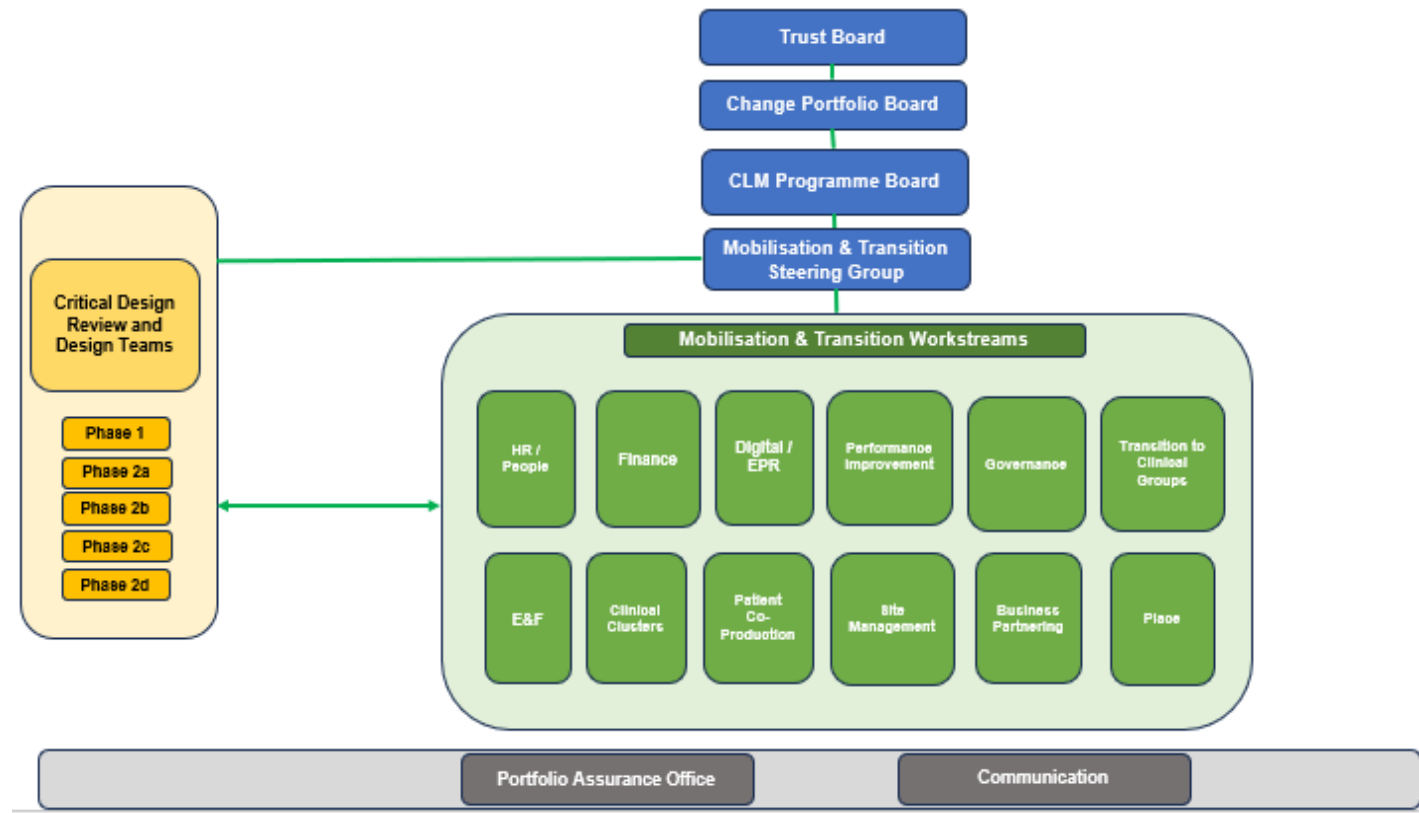 Trust Board
Change Portfolio Board
CLM Programme Board
Mobilisation & Transition
Steering Group
Critical Design
Review and
Design Teams
Phase 1
Phase 2a
Phase 2b
Phase 2c
Phase 2d
Mobilisation & Transition Workstreams
HR /
People
Finance
Digital /
EPR
Performance
Improvement
Governance
Transition to
Clinical
Groups
E&F
Clinical
Clusters
Patient
Co-
Production
Site
Management
Business
Partnering
Place
Portfolio Assurance Office
Communication